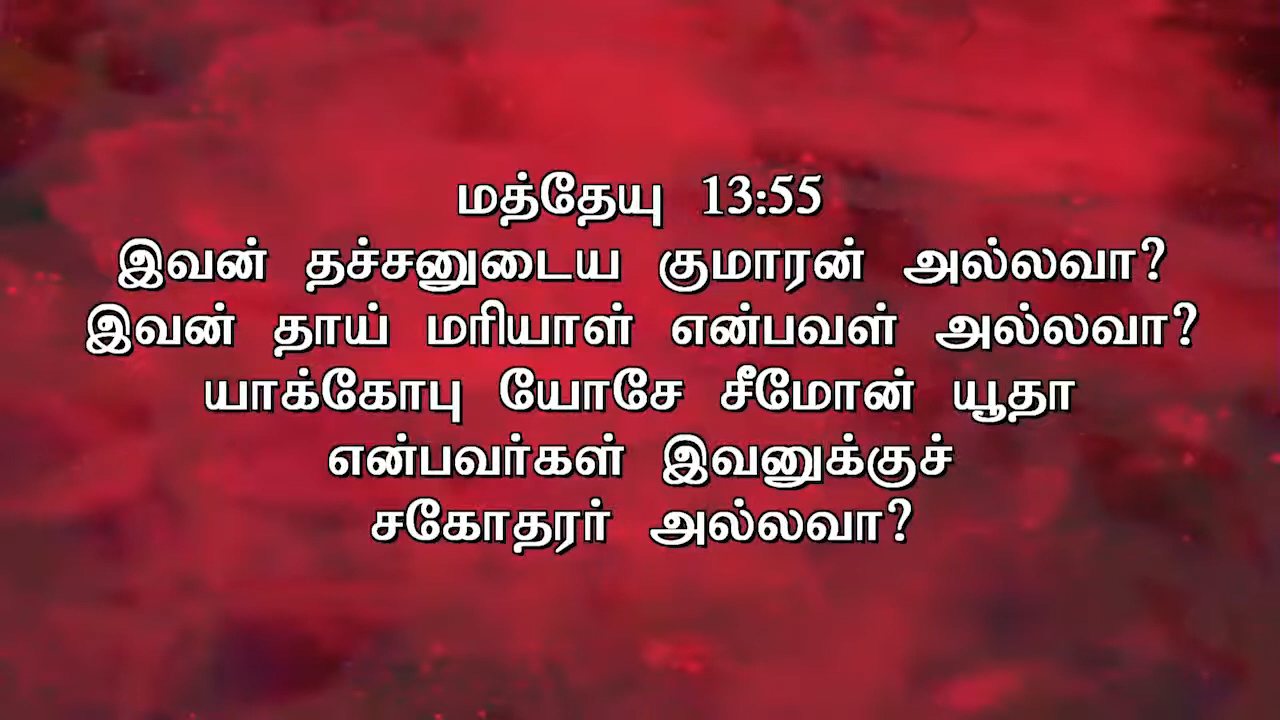 மத்தேயு 13:55
இவன் தச்சனுடைய குமாரன் அல்லவா?
இவன் தாய் மரியாள் என்பவள் அல்லவா?
யாக்கோபு யோசே சீமோன் யூதா
என்பவர்கள் இவனுக்குச்
சகோதரர் அல்லவா?